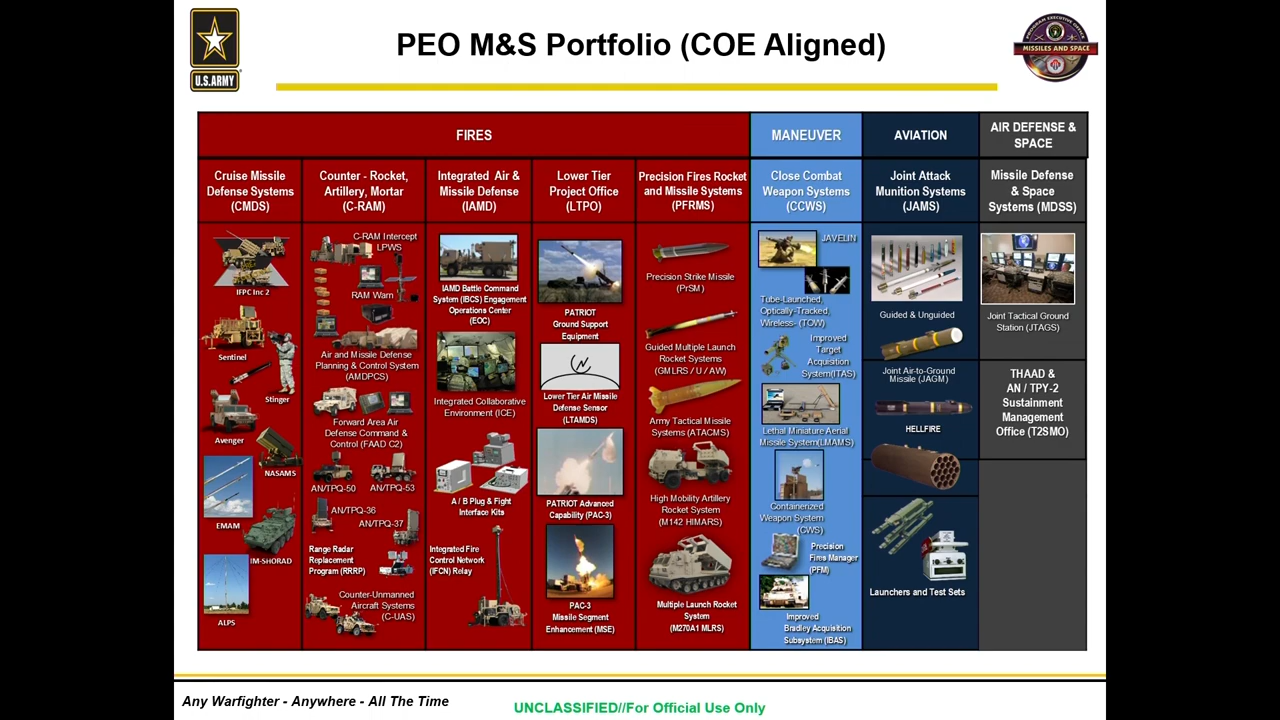 PEO M&S Portfolio (COE Aligned)
U.S.ARMY
PROGRAM EXECUTIVE OFFICE
MISSILES AND SPACE
FIRES
MANEUVER
AVIATION
AIR DEFENSE &
SPACE
Cruise Missile
Defense Systems
(CMDS)
Counter - Rocket,
Artillery, Mortar
(C-RAM)
Integrated Air &
Missile Defense
(IAMD)
Lower Tier
Project Office
(LTPO)
Precision Fires Rocket
and Missile Systems
(PFRMS)
Close Combat
Weapon Systems
(CCWS)
Joint Attack
Munition Systems
(JAMS)
Missile Defense
& Space
Systems (MDSS)
IFPC Inc 2
Sentinel
Stinger
Avenger
NASAMS
EMAM
IM-SHORAD
ALPS
C-RAM Intercept
LPWS
RAM Warn
Air and Missile Defense
Planning & Control System
(AMDPCS)
Forward Area Air
Defense Command &
Control (FAAD C2)
AN/TPQ-50
AN/TPQ-53
AN/TPQ-36
AN/TPQ-37
Range Radar
Replacement
Program (RRRP)
Counter-Unmanned
Aircraft Systems
(C-UAS)
IAMD Battle Command
System (IBCS) Engagement
Operations Center
(EOC)
Integrated Collaborative
Environment (ICE)
A / B Plug & Fight
Interface Kits
Integrated Fire
Control Network
(IFCN) Relay
PATRIOT
Ground Support
Equipment
Lower Tier Air Missile
Defense Sensor
(LTAMDS)
PATRIOT Advanced
Capability (PAC-3)
PAC-3
Missile Segment
Enhancement (MSE)
Precision Strike Missile
(PrSM)
Guided Multiple Launch
Rocket Systems
(GMLRS / U / AW)
Army Tactical Missile
Systems (ATACMS)
High Mobility Artillery
Rocket System
(M142 HIMARS)
Multiple Launch Rocket
System
(M270A1 MLRS)
JAVELIN
Tube-Launched,
Optically-Tracked,
Wireless- (TOW)
Improved
Target
Acquisition
System(ITAS)
Lethal Miniature Aerial
Missile System(LMAMS)
Containerized
Weapon System
(CWS)
Precision
Fires Manager
(PFM)
Improved
Bradley Acquisition
Subsystem (IBAS)
Guided & Unguided
Joint Air-to-Ground
Missile (JAGM)
HELLFIRE
Launchers and Test Sets
Joint Tactical Ground
Station (JTAGS)
THAAD &
AN / TPY-2
Sustainment
Management
Office (T2SMO)
Any Warfighter - Anywhere - All The Time
UNCLASSIFIED//For Official Use Only